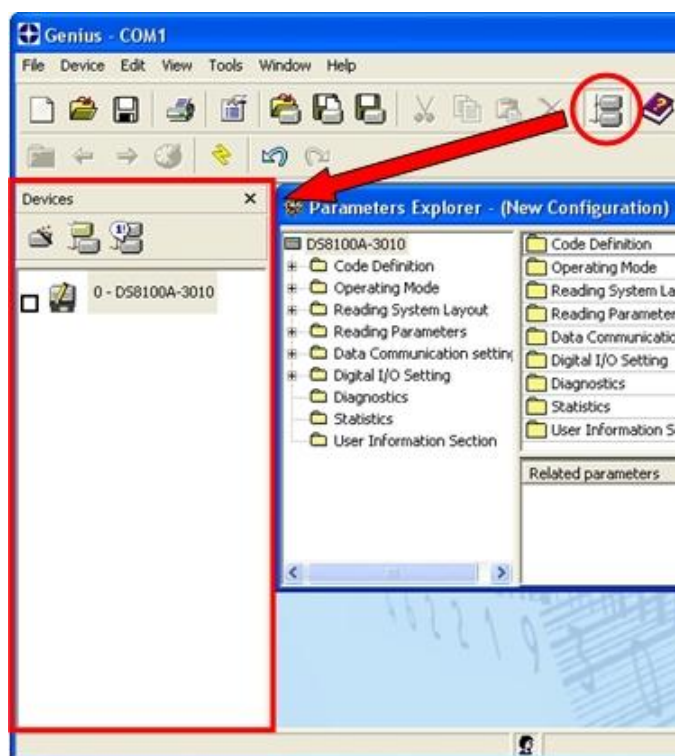 Genius - COM1
File Device Edit View Tools Window Help
Devices
0 - DS8100A-3010
Parameters Explorer - (New Configuration)
DS8100A-3010
Code Definition
Operating Mode
Reading System Layout
Reading Parameters
Data Communication setting
Digital I/O Setting
Diagnostics
Statistics
User Information Section
Code Definition
Operating Mode
Reading System La
Reading Parameter
Data Communicatio
Digital I/O Setting
Diagnostics
Statistics
User Information S
Related parameters